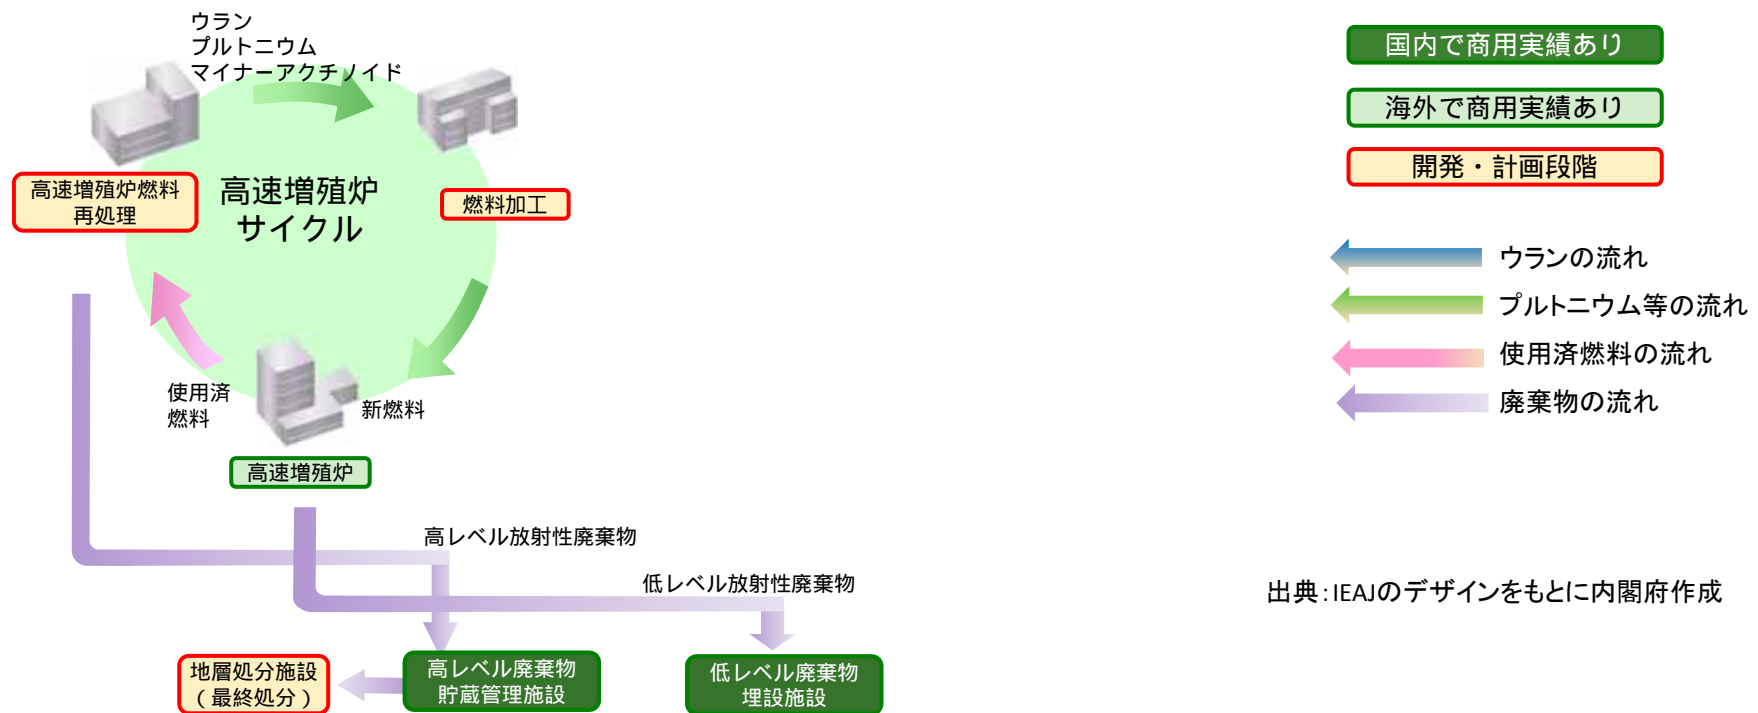 ウラン
プルトニウム
マイナーアクチノイド
高速増殖炉燃料
再処理
高速増殖炉
サイクル
燃料加工
使用済
燃料
新燃料
高速増殖炉
高レベル放射性廃棄物
低レベル放射性廃棄物
地層処分施設
(最終処分)
高レベル廃棄物
貯蔵管理施設
低レベル廃棄物
埋設施設
国内で商用実績あり
海外で商用実績あり
開発・計画段階
ウランの流れ
プルトニウム等の流れ
使用済燃料の流れ
廃棄物の流れ
出典:IEAJのデザインをもとに内閣府作成